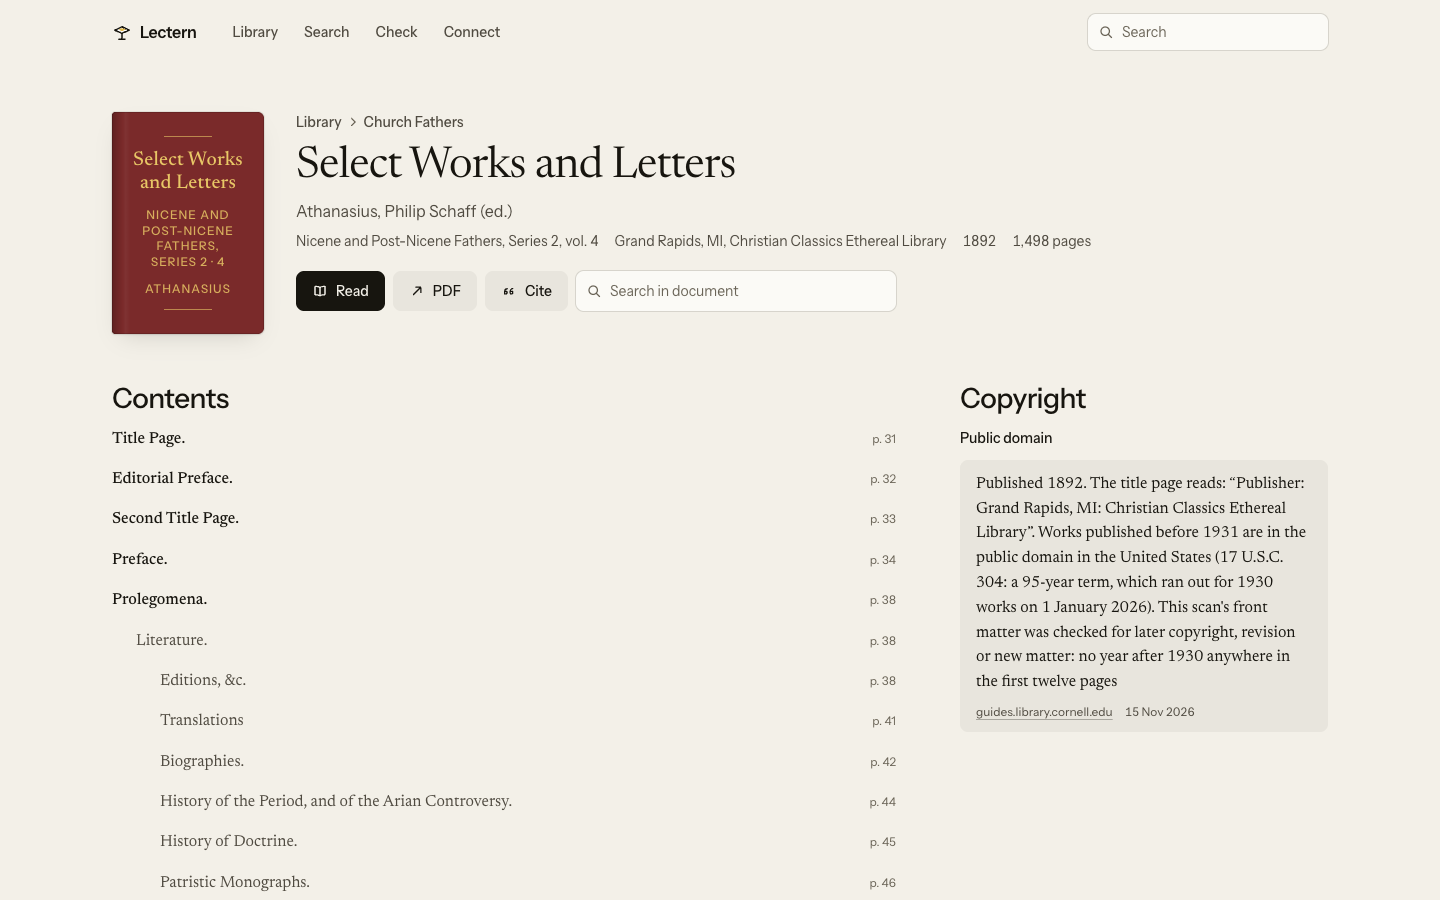 Lectern
Library
Search
Check
Connect
Search
Select Works
and Letters
NICENE AND
POST-NICENE
FATHERS,
SERIES 2 · 4
ATHANASIUS
Library > Church Fathers
Select Works and Letters
Athanasius, Philip Schaff (ed.)
Nicene and Post-Nicene Fathers, Series 2, vol. 4 Grand Rapids, MI, Christian Classics Ethereal Library 1892 1,498 pages
Read
PDF
Cite
Search in document
Contents
Title Page. p. 31
Editorial Preface. p. 32
Second Title Page. p. 33
Preface. p. 34
Prolegomena. p. 38
Literature. p. 38
Editions, &c. p. 38
Translations p. 41
Biographies. p. 42
History of the Period, and of the Arian Controversy. p. 44
History of Doctrine. p. 45
Patristic Monographs. p. 46
Copyright
Public domain
Published 1892. The title page reads: “Publisher:
Grand Rapids, MI: Christian Classics Ethereal
Library”. Works published before 1931 are in the
public domain in the United States (17 U.S.C.
304: a 95-year term, which ran out for 1930
works on 1 January 2026). This scan's front
matter was checked for later copyright, revision
or new matter: no year after 1930 anywhere in
the first twelve pages
guides.library.cornell.edu 15 Nov 2026